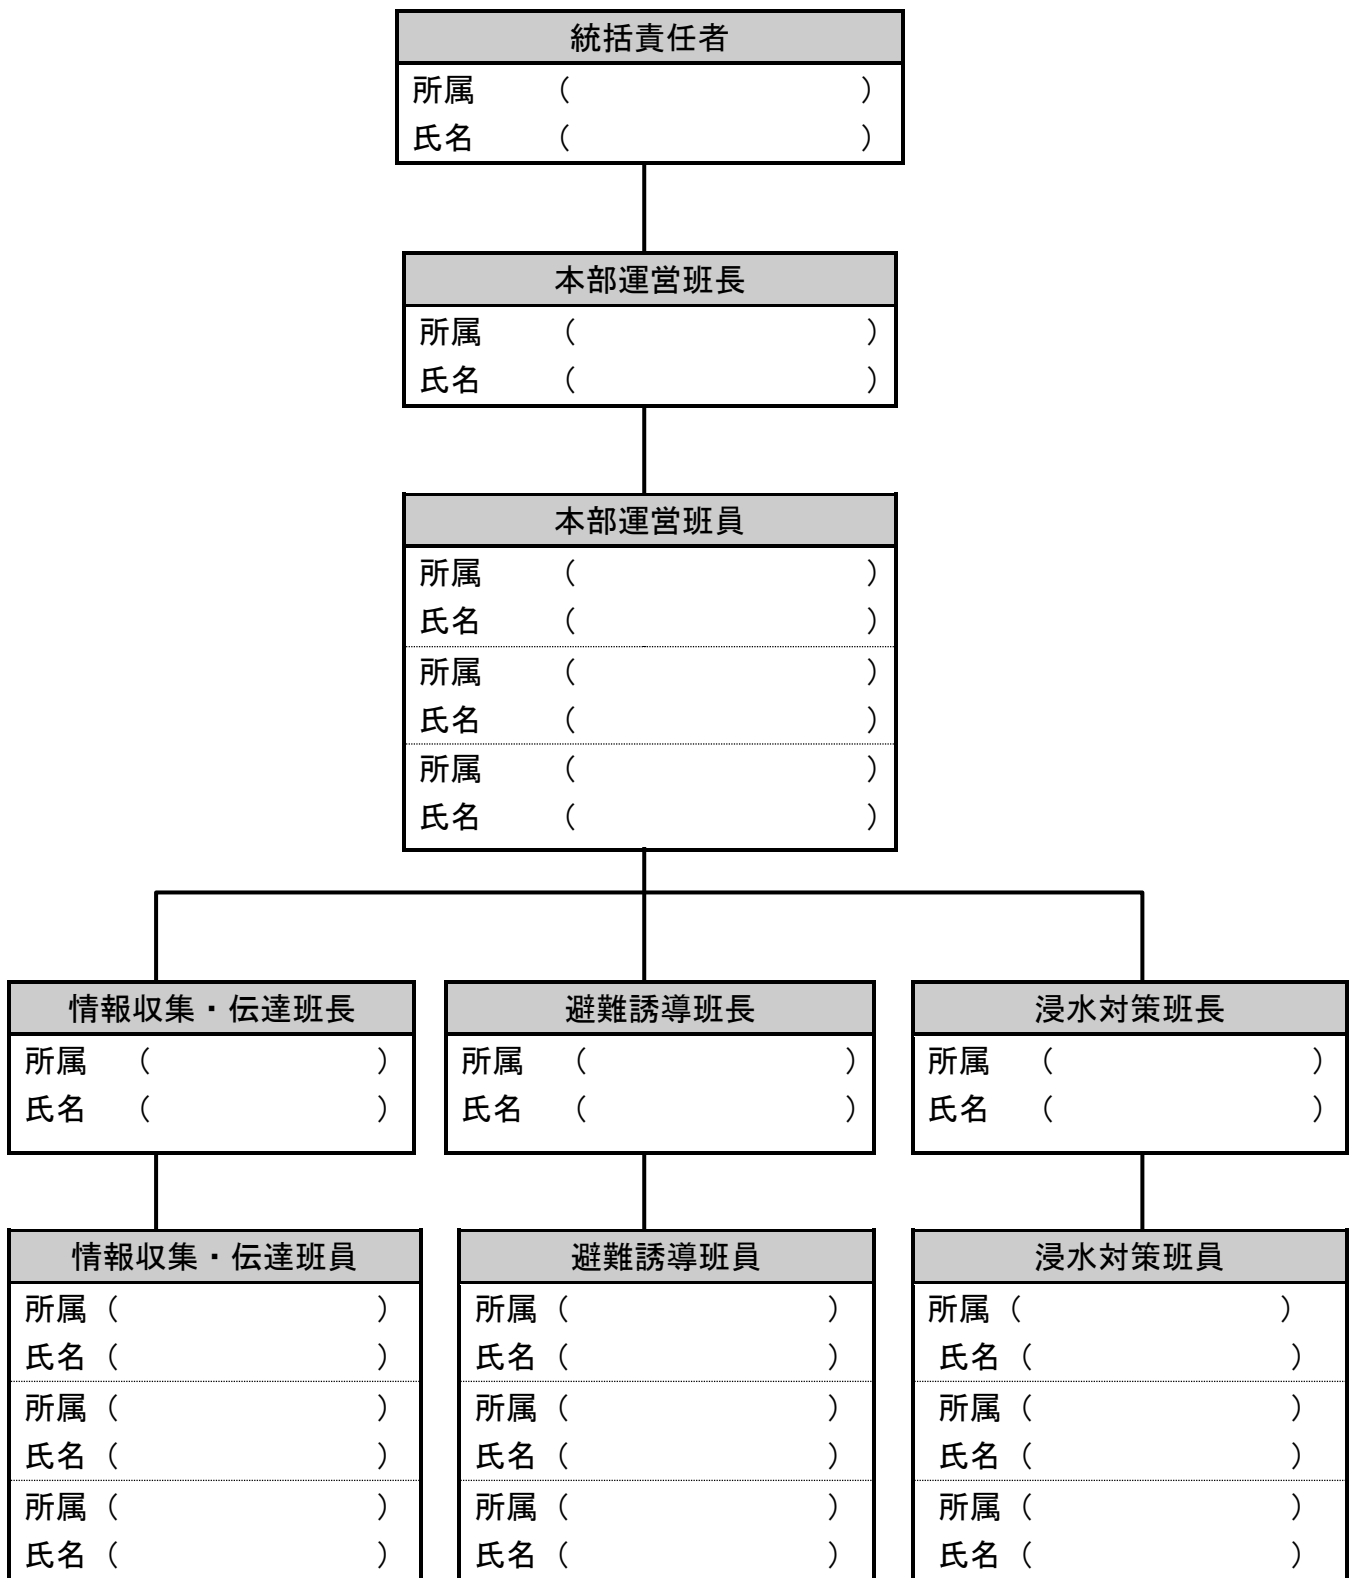 統括責任者
所属　　（　　　　　　　　　）
氏名　　（　　　　　　　　　）
本部運営班長
所属　　（　　　　　　　　　）
氏名　　（　　　　　　　　　）
本部運営班員
所属　　（　　　　　　　　　）
氏名　　（　　　　　　　　　）
所属　　（　　　　　　　　　）
氏名　　（　　　　　　　　　）
所属　　（　　　　　　　　　）
氏名　　（　　　　　　　　　）
情報収集・伝達班長
所属　（　　　　　　　）
氏名　（　　　　　　　）
避難誘導班長
所属　（　　　　　　　　）
氏名　（　　　　　　　　）
浸水対策班長
所属　（　　　　　　　　）
氏名　（　　　　　　　　）
情報収集・伝達班員
所属（　　　　　　　　）
氏名（　　　　　　　　）
所属（　　　　　　　　）
氏名（　　　　　　　　）
所属（　　　　　　　　）
氏名（　　　　　　　　）
避難誘導班員
所属（　　　　　　　　）
氏名（　　　　　　　　）
所属（　　　　　　　　）
氏名（　　　　　　　　）
所属（　　　　　　　　）
氏名（　　　　　　　　）
浸水対策班員
所属（　　　　　　　　）
氏名（　　　　　　　　）
所属（　　　　　　　　）
氏名（　　　　　　　　）
所属（　　　　　　　　）
氏名（　　　　　　　　）